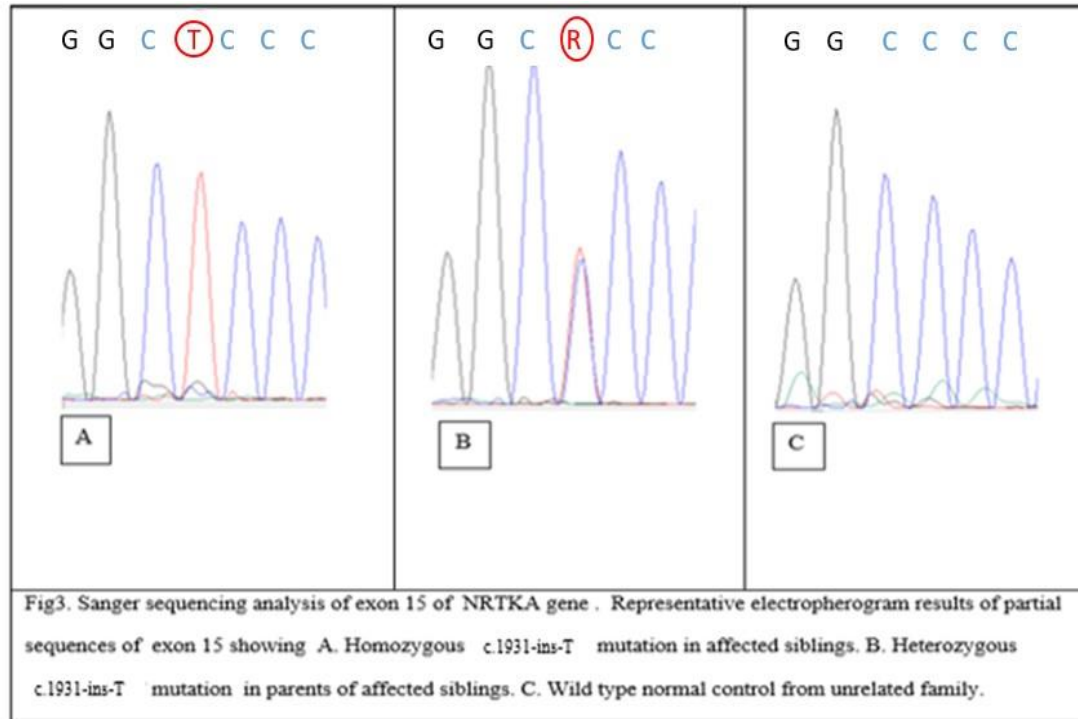 G G C T C C C
G G C R C C
G G C C C C
A
B
C
Fig3. Sanger sequencing analysis of exon 15 of NRTKA gene . Representative electropherogram results of partial
sequences of exon 15 showing A. Homozygous c.1931-ins-T mutation in affected siblings. B. Heterozygous
c.1931-ins-T mutation in parents of affected siblings. C. Wild type normal control from unrelated family.